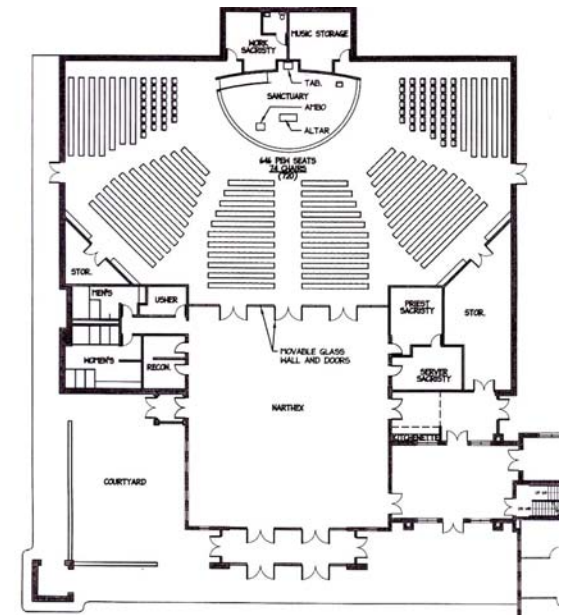 WORK
SACRISTY
MUSIC STORAGE
TAB.
SANCTUARY
AMBO
ALTAR
646 PEW SEATS
74 CHAIRS
(720)
STOR.
MEN'S
USHER
PRIEST
SACRISTY
STOR.
MOVABLE GLASS
WALL AND DOORS
WOMEN'S
RECON.
SERVER
SACRISTY
NARTHEX
KITCHENETTE
COURTYARD